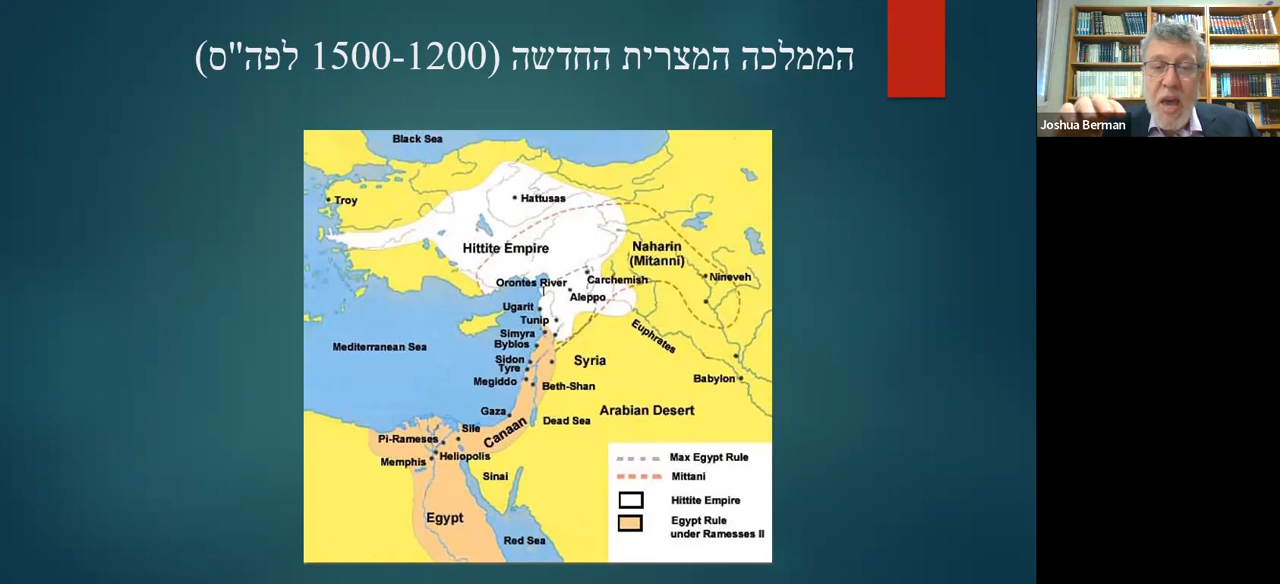 הממלכה המצרית החדשה (1500-1200 לפה"ס)
Joshua Berman
Black Sea
Troy
Hattusas
Hittite Empire
Naharin
(Mitanni)
Nineveh
Orontes River
Carchemish
Aleppo
Ugarit
Tunip
Simyra
Byblos
Euphrates
Mediterranean Sea
Sidon
Tyre
Syria
Megiddo
Beth-Shan
Babylon
Arabian Desert
Gaza
Dead Sea
Canaan
Sile
Pi-Rameses
Heliopolis
Memphis
Sinai
Egypt
Red Sea
Max Egypt Rule
Mittani
Hittite Empire
Egypt Rule
under Ramesses II